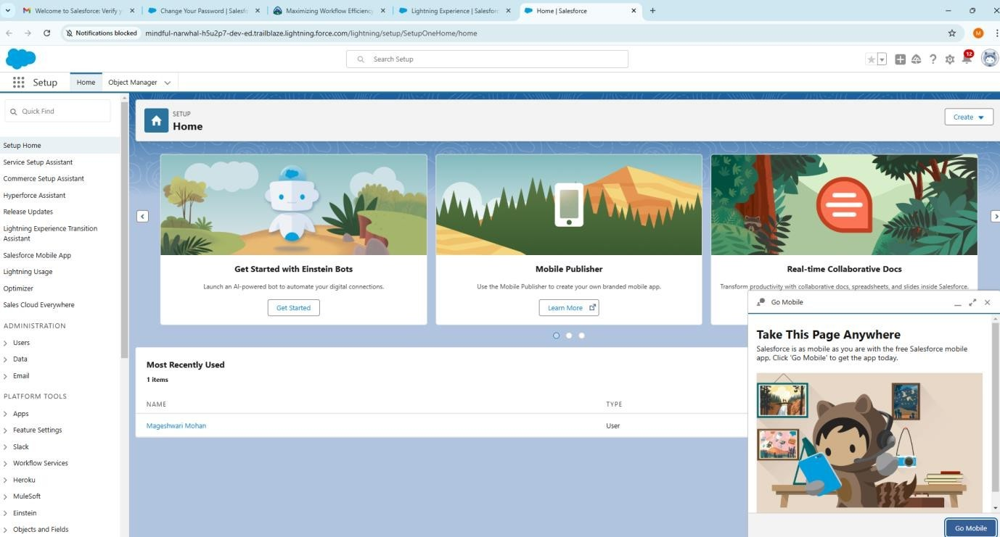 Welcome to Salesforce: Verify y
Change Your Password | Salesfo
Maximizing Workflow Efficiency
Lightning Experience | Salesforc
Home | Salesforce
Notifications blocked
mindful-narwhal-h5u2p7-dev-ed.trailblaze.lightning.force.com/lightning/setup/SetupOneHome/home
M
Search Setup
12
Setup
Home
Object Manager
Quick Find
Setup Home
Service Setup Assistant
Commerce Setup Assistant
Hyperforce Assistant
Release Updates
Lightning Experience Transition
Assistant
Salesforce Mobile App
Lightning Usage
Optimizer
Sales Cloud Everywhere
ADMINISTRATION
Users
Data
Email
PLATFORM TOOLS
Apps
Feature Settings
Slack
Workflow Services
Heroku
MuleSoft
Einstein
Objects and Fields
SETUP
Home
Create
Get Started with Einstein Bots
Launch an AI-powered bot to automate your digital connections.
Get Started
Mobile Publisher
Use the Mobile Publisher to create your own branded mobile app.
Learn More
Real-time Collaborative Docs
Transform productivity with collaborative docs, spreadsheets, and slides inside Salesforce.
Most Recently Used
1 items
NAME
TYPE
Mageshwari Mohan
User
Go Mobile
Take This Page Anywhere
Salesforce is as mobile as you are with the free Salesforce mobile
app. Click 'Go Mobile' to get the app today.
Go Mobile